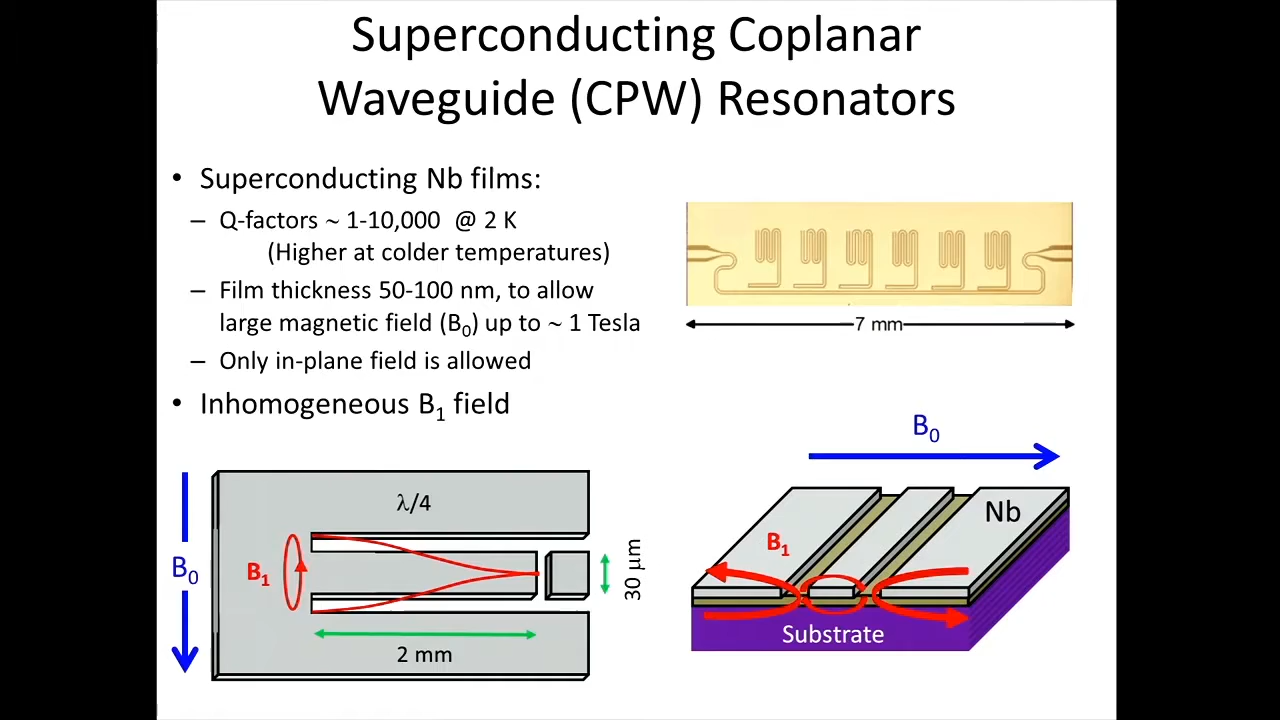 Superconducting Coplanar
Waveguide (CPW) Resonators
• Superconducting Nb films:
– Q-factors ~ 1-10,000 @ 2 K
(Higher at colder temperatures)
– Film thickness 50-100 nm, to allow
large magnetic field (B0) up to ~ 1 Tesla
– Only in-plane field is allowed
• Inhomogeneous B1 field
7 mm
B0
λ/4
B0
B1
30 μm
2 mm
Nb
B1
Substrate